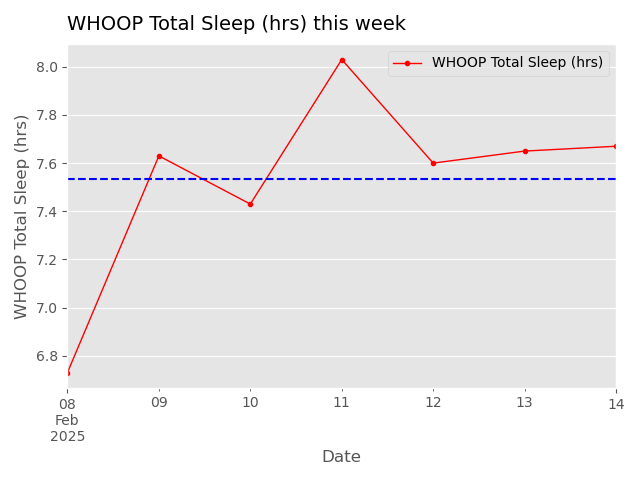 WHOOP Total Sleep (hrs) this week
WHOOP Total Sleep (hrs)
WHOOP Total Sleep (hrs)
8.0
7.8
7.6
7.4
7.2
7.0
6.8
08 09 10 11 12 13 14
Feb
2025
Date